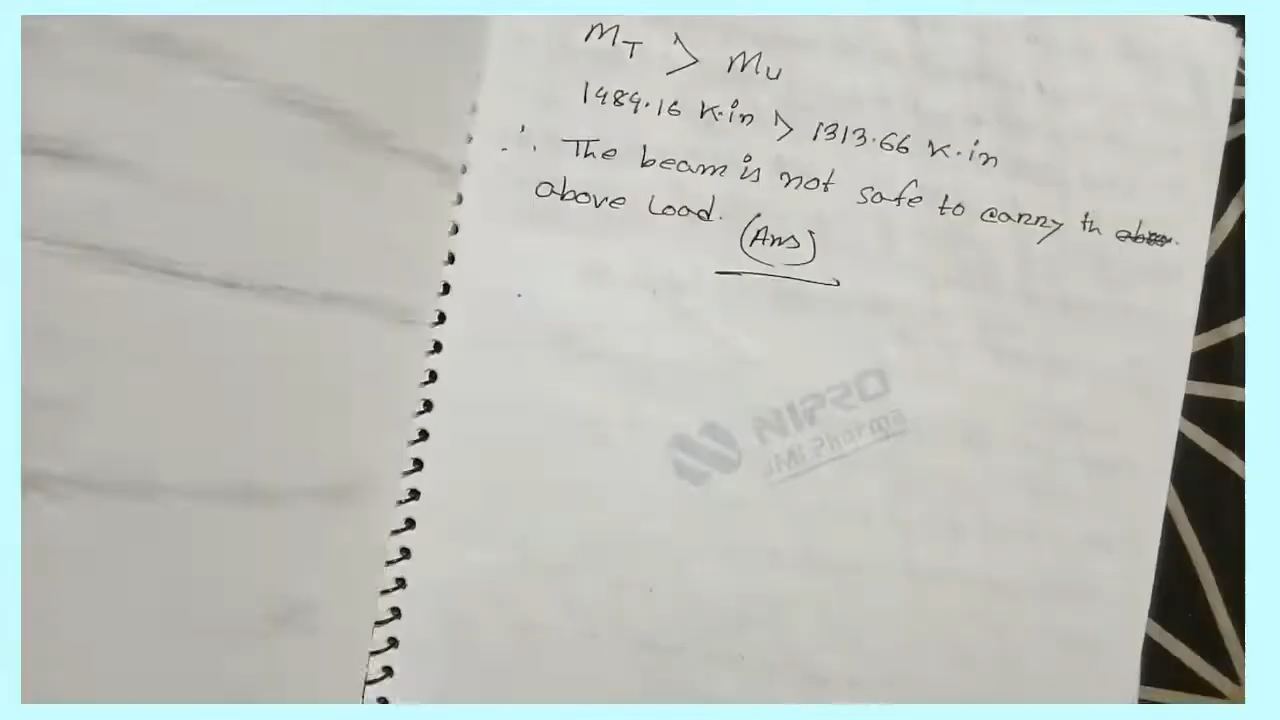 MT > Mu
1484.16 K.in > 1313.66 K.in
∴ The beam is not safe to carry th
above Load.
(Ans)
NIPRO
JMI Pharma